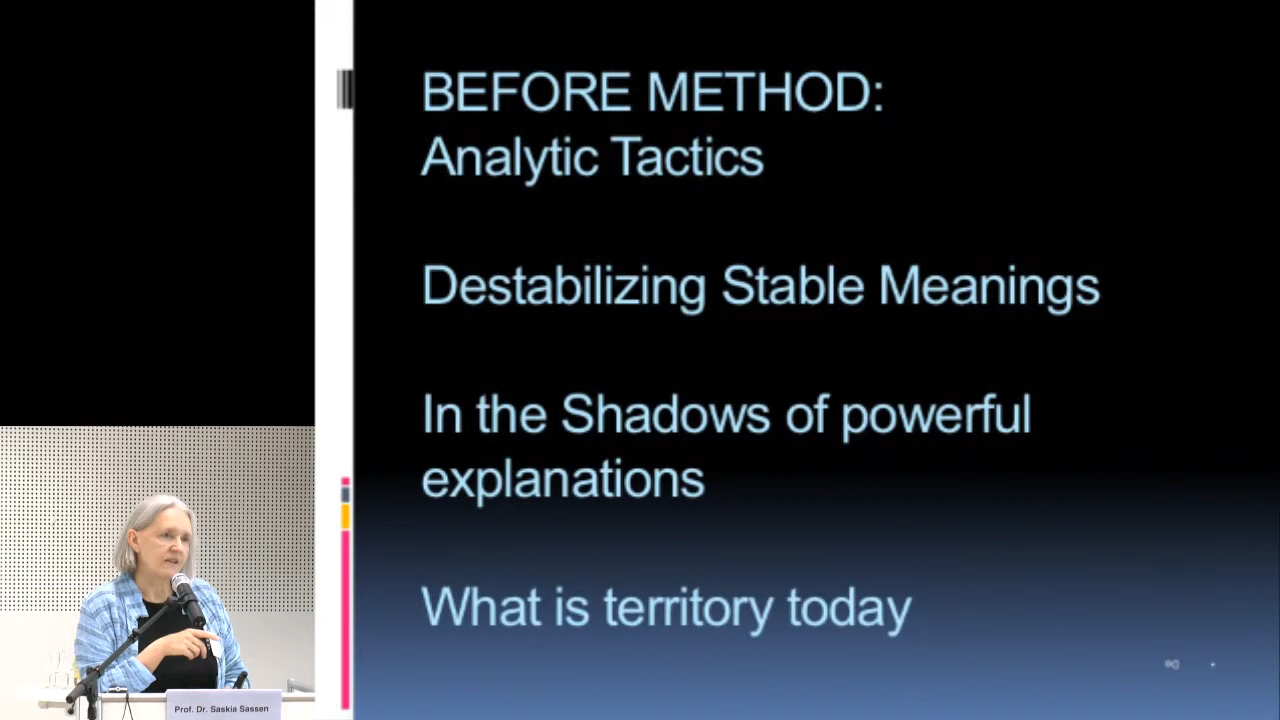 BEFORE METHOD:
Analytic Tactics
Destabilizing Stable Meanings
In the Shadows of powerful
explanations
What is territory today
Prof. Dr. Saskia Sassen